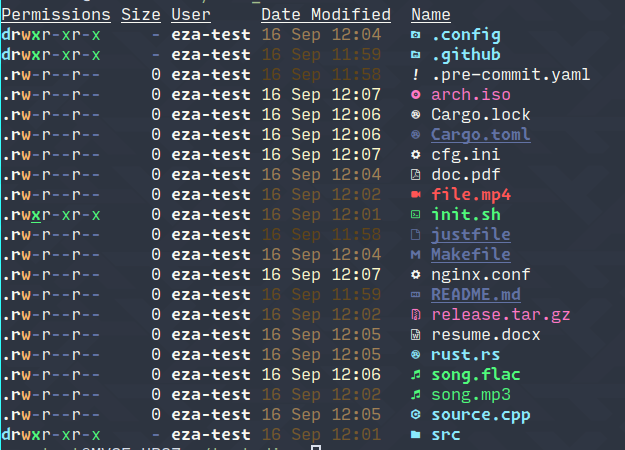 Permissions Size User Date Modified Name
drwxr-xr-x - eza-test 16 Sep 12:04 .config
drwxr-xr-x - eza-test 16 Sep 11:59 .github
.rw-r--r-- 0 eza-test 16 Sep 11:58 .pre-commit.yaml
.rw-r--r-- 0 eza-test 16 Sep 12:07 arch.iso
.rw-r--r-- 0 eza-test 16 Sep 12:06 Cargo.lock
.rw-r--r-- 0 eza-test 16 Sep 12:06 Cargo.toml
.rw-r--r-- 0 eza-test 16 Sep 12:07 cfg.ini
.rw-r--r-- 0 eza-test 16 Sep 12:04 doc.pdf
.rw-r--r-- 0 eza-test 16 Sep 12:02 file.mp4
.rwxr-xr-x 0 eza-test 16 Sep 12:01 init.sh
.rw-r--r-- 0 eza-test 16 Sep 11:58 justfile
.rw-r--r-- 0 eza-test 16 Sep 12:04 Makefile
.rw-r--r-- 0 eza-test 16 Sep 12:07 nginx.conf
.rw-r--r-- 0 eza-test 16 Sep 11:59 README.md
.rw-r--r-- 0 eza-test 16 Sep 12:02 release.tar.gz
.rw-r--r-- 0 eza-test 16 Sep 12:05 resume.docx
.rw-r--r-- 0 eza-test 16 Sep 12:05 rust.rs
.rw-r--r-- 0 eza-test 16 Sep 12:06 song.flac
.rw-r--r-- 0 eza-test 16 Sep 12:02 song.mp3
.rw-r--r-- 0 eza-test 16 Sep 12:05 source.cpp
drwxr-xr-x - eza-test 16 Sep 12:01 src